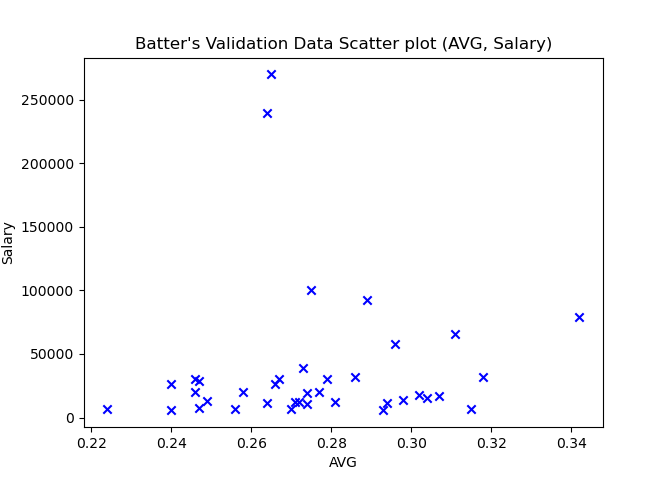 Batter's Validation Data Scatter plot (AVG, Salary)
250000
200000
150000
100000
50000
0
Salary
0.22 0.24 0.26 0.28 0.30 0.32 0.34
AVG